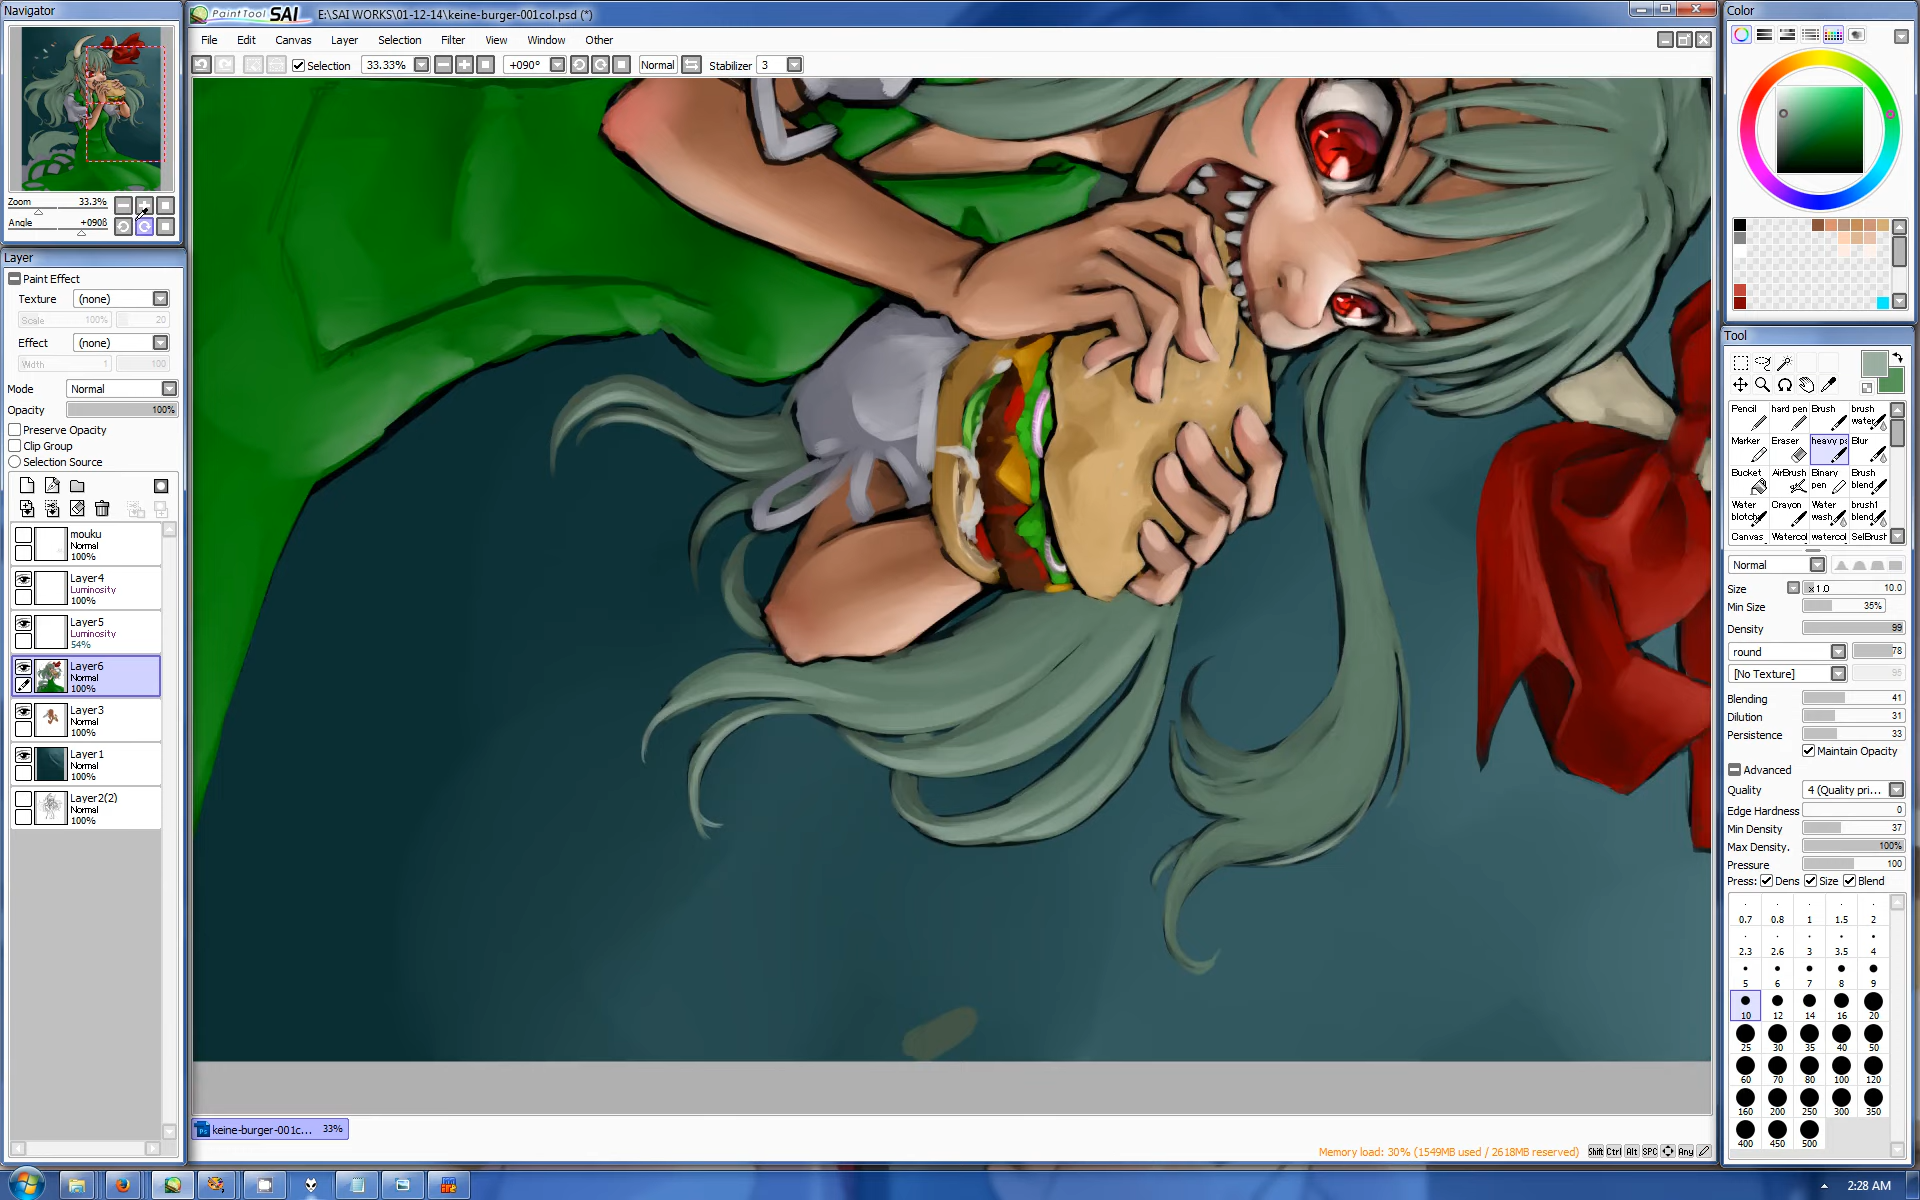 Navigator
PaintTool SAI E:\SAI WORKS\01-12-14\keine-burger-001col.psd (*)
File Edit Canvas Layer Selection Filter View Window Other
Selection 33.33% +090° Normal Stabilizer 3
Zoom 33.3%
Angle +090ß
Layer
Paint Effect
Texture (none)
Scale 100% 20
Effect (none)
Width 1 100
Mode Normal
Opacity 100%
Preserve Opacity
Clip Group
Selection Source
mouku
Normal
100%
Layer4
Luminosity
100%
Layer5
Luminosity
54%
Layer6
Normal
100%
Layer3
Normal
100%
Layer1
Normal
100%
Layer2(2)
Normal
100%
Color
Tool
Pencil hard pen Brush brush water
Marker Eraser heavy pa Blur
Bucket AirBrush Binary pen Brush blend
Water blotch Crayon Water wash brush1 blend
Canvas Watercol watercol SelBrush
Normal
Size x 1.0 10.0
Min Size 35%
Density 99
round 78
[No Texture] 95
Blending 41
Dilution 31
Persistence 33
Maintain Opacity
Advanced
Quality 4 (Quality pri...
Edge Hardness 0
Min Density 37
Max Density. 100%
Pressure 100
Press: Dens Size Blend
0.7 0.8 1 1.5 2
2.3 2.6 3 3.5 4
5 6 7 8 9
10 12 14 16 20
25 30 35 40 50
60 70 80 100 120
160 200 250 300 350
400 450 500
keine-burger-001c... 33%
Memory load: 30% (1549MB used / 2618MB reserved) Shift Ctrl Alt SPC Any
2:28 AM